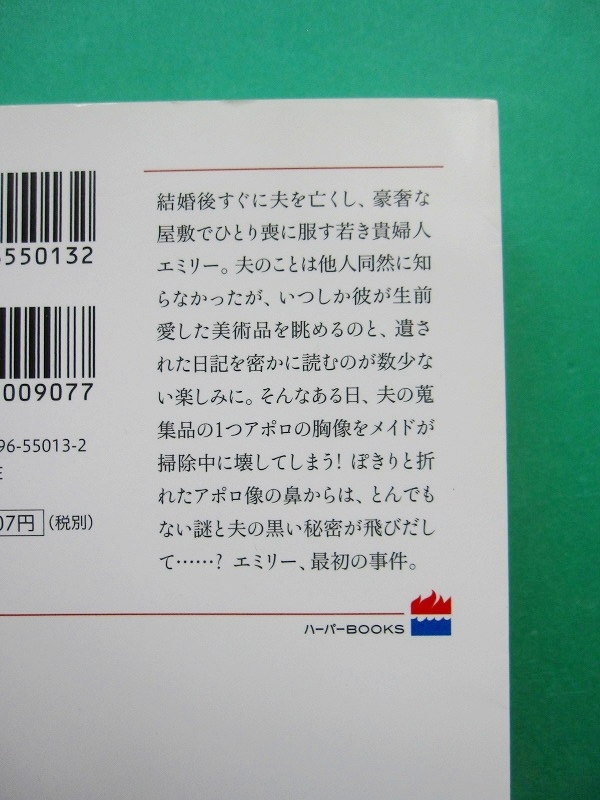 結婚後すぐに夫を亡くし、豪奢な
屋敷でひとり喪に服す若き貴婦人
エミリー。夫のことは他人同然に知
らなかったが、いつしか彼が生前
愛した美術品を眺めるのと、遺さ
れた日記を密かに読むのが数少な
い楽しみに。そんなある日、夫の蒐
集品の1つアポロの胸像をメイドが
掃除中に壊してしまう! ぽきりと折
れたアポロ像の鼻からは、とんでも
ない謎と夫の黒い秘密が飛びだし
て……? エミリー、最初の事件。
550132
009077
96-55013-2
07円(税別)
ハーパーBOOKS